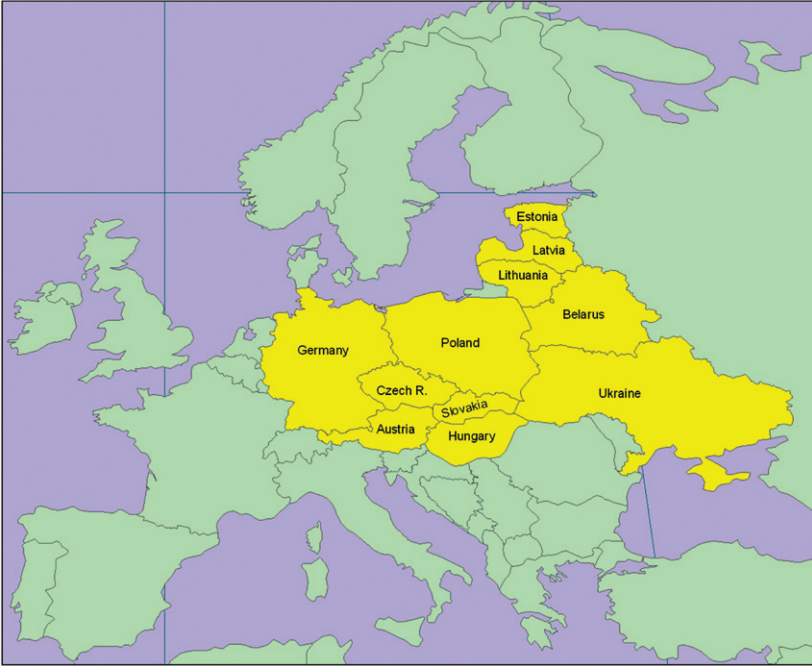 Estonia
Latvia
Lithuania
Belarus
Germany
Poland
Czech R.
Ukraine
Slovakia
Austria
Hungary